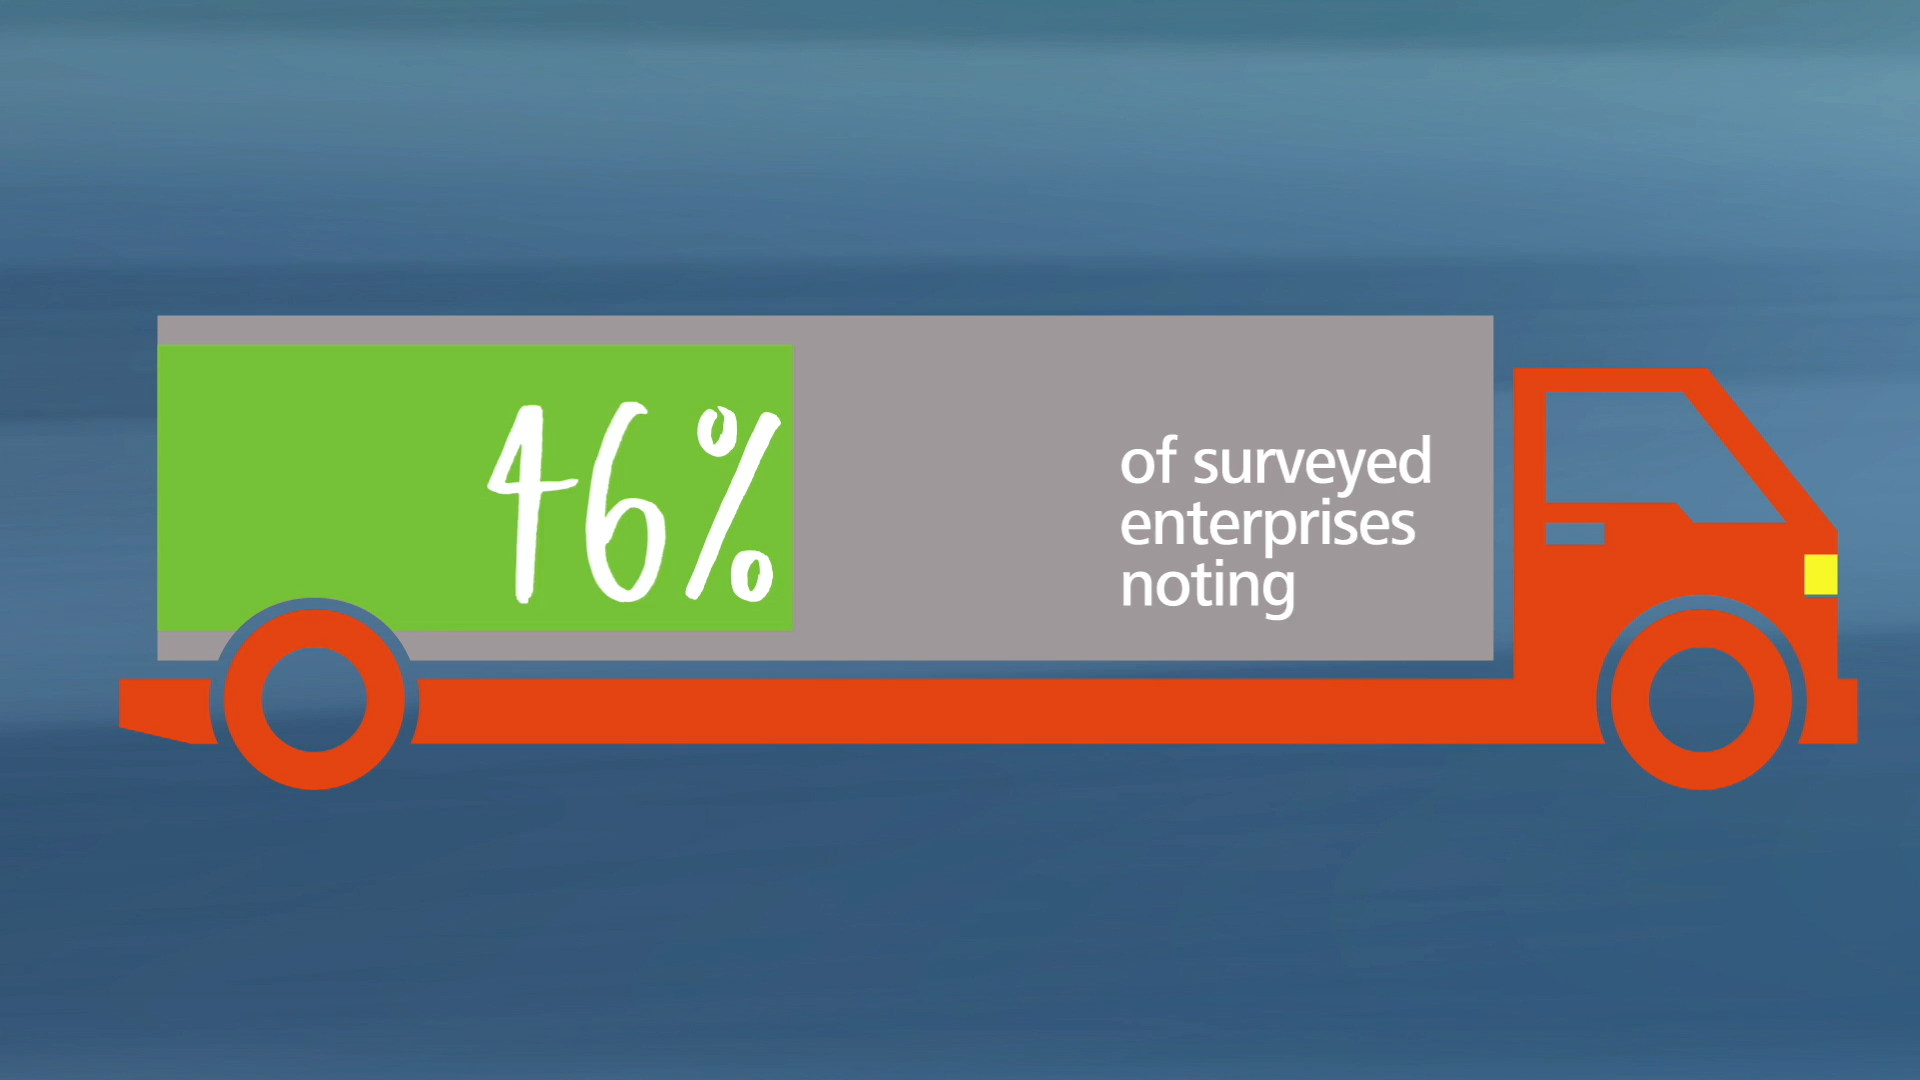 46%
of surveyed
enterprises
noting